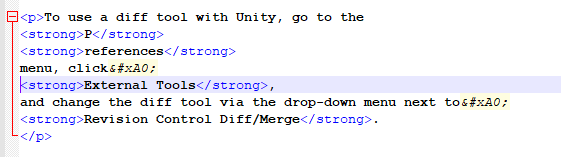 <p>To use a diff tool with Unity, go to the
<strong>P</strong>
<strong>references</strong>
menu, click&#xA0;
<strong>External Tools</strong>,
and change the diff tool via the drop-down menu next to&#xA0;
<strong>Revision Control Diff/Merge</strong>.
</p>